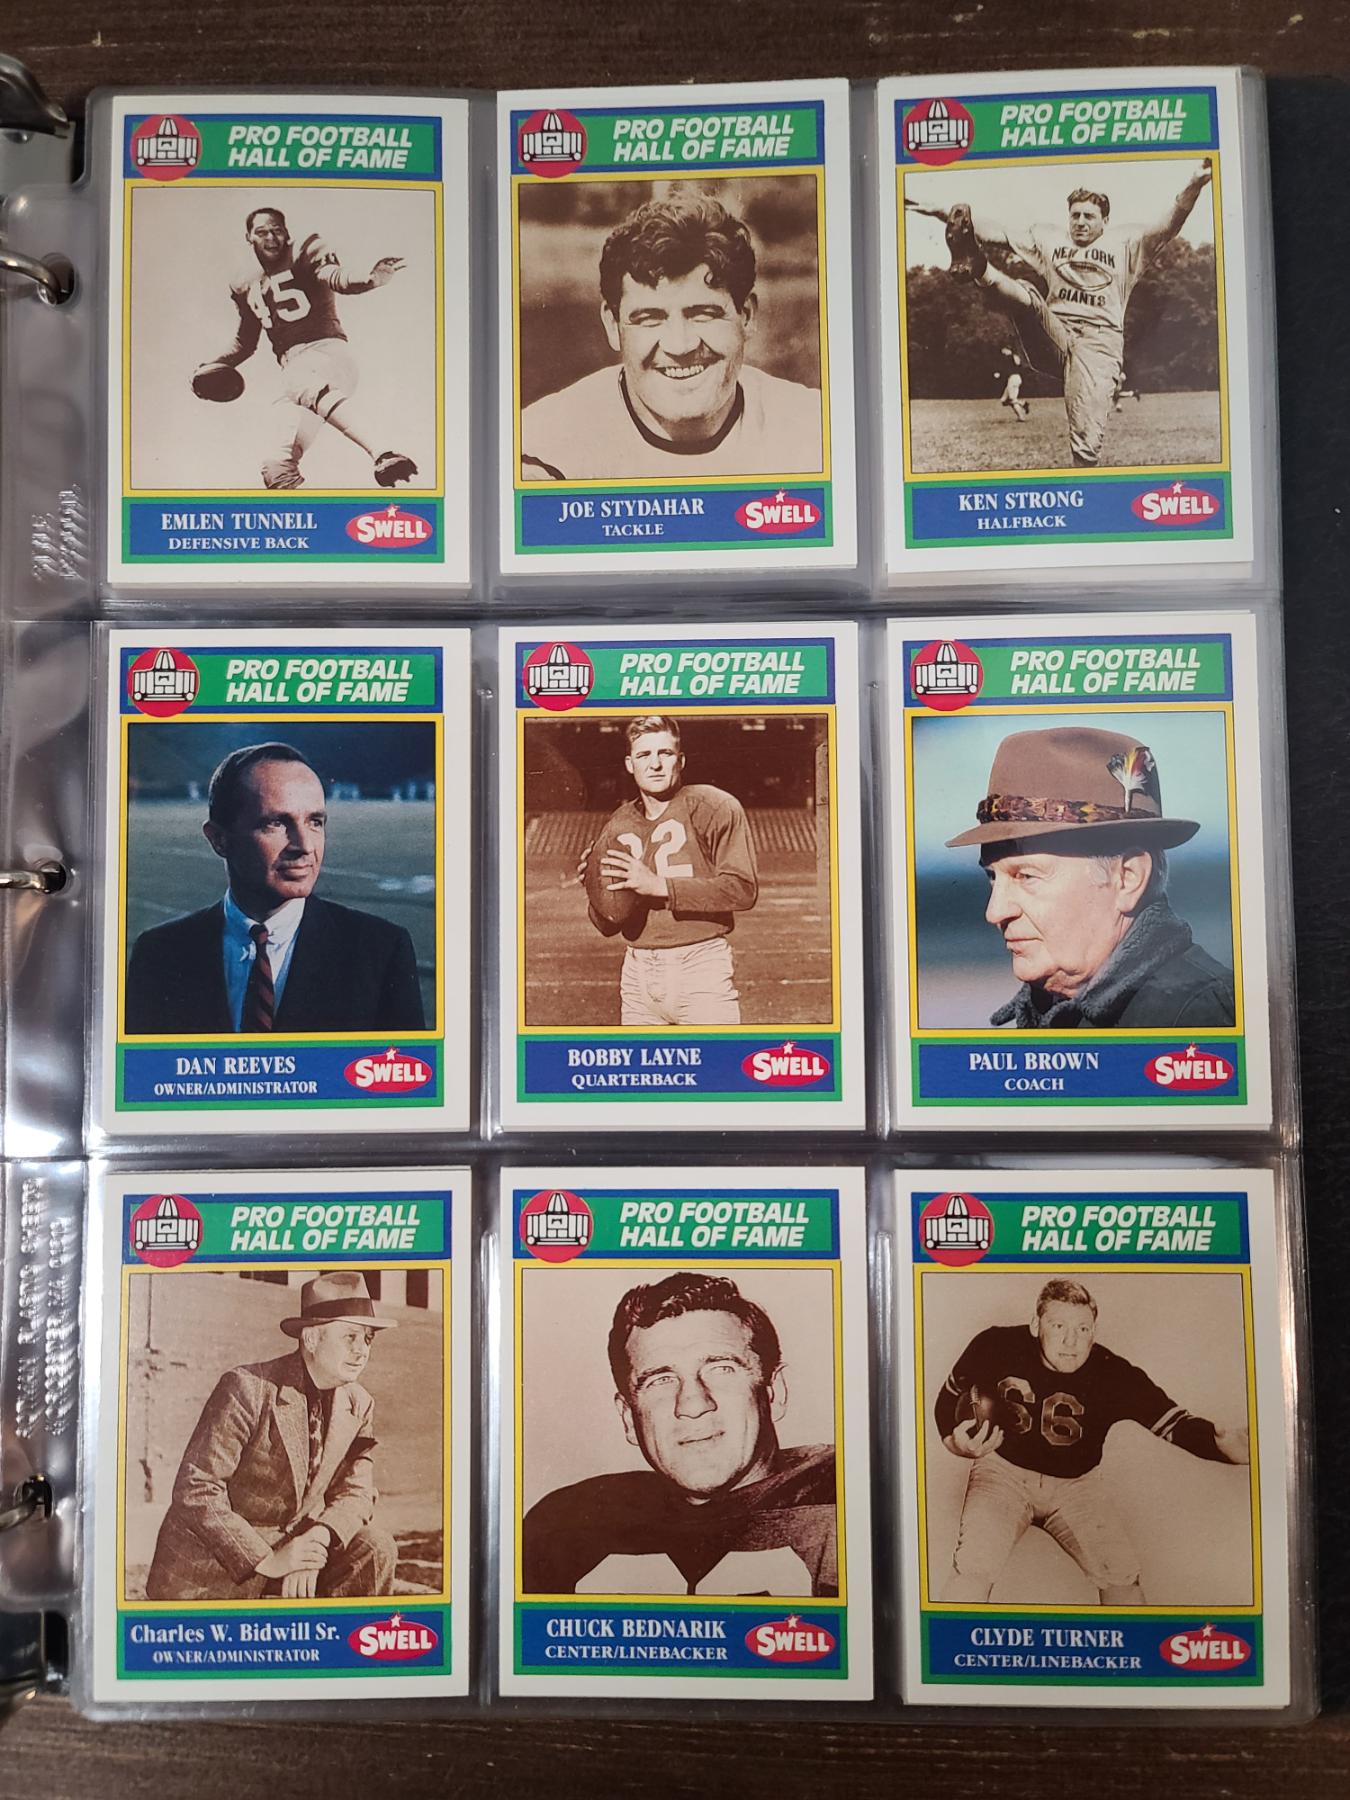 PRO FOOTBALL
HALL OF FAME
45
EMLEN TUNNELL
DEFENSIVE BACK
SWELL
PRO FOOTBALL
HALL OF FAME
JOE STYDAHAR
TACKLE
SWELL
PRO FOOTBALL
HALL OF FAME
NEW YORK
GIANTS
KEN STRONG
HALFBACK
SWELL
PRO FOOTBALL
HALL OF FAME
DAN REEVES
OWNER/ADMINISTRATOR
SWELL
PRO FOOTBALL
HALL OF FAME
22
BOBBY LAYNE
QUARTERBACK
SWELL
PRO FOOTBALL
HALL OF FAME
PAUL BROWN
COACH
SWELL
PRO FOOTBALL
HALL OF FAME
Charles W. Bidwill Sr.
OWNER/ADMINISTRATOR
SWELL
PRO FOOTBALL
HALL OF FAME
CHUCK BEDNARIK
CENTER/LINEBACKER
SWELL
PRO FOOTBALL
HALL OF FAME
66
CLYDE TURNER
CENTER/LINEBACKER
SWELL